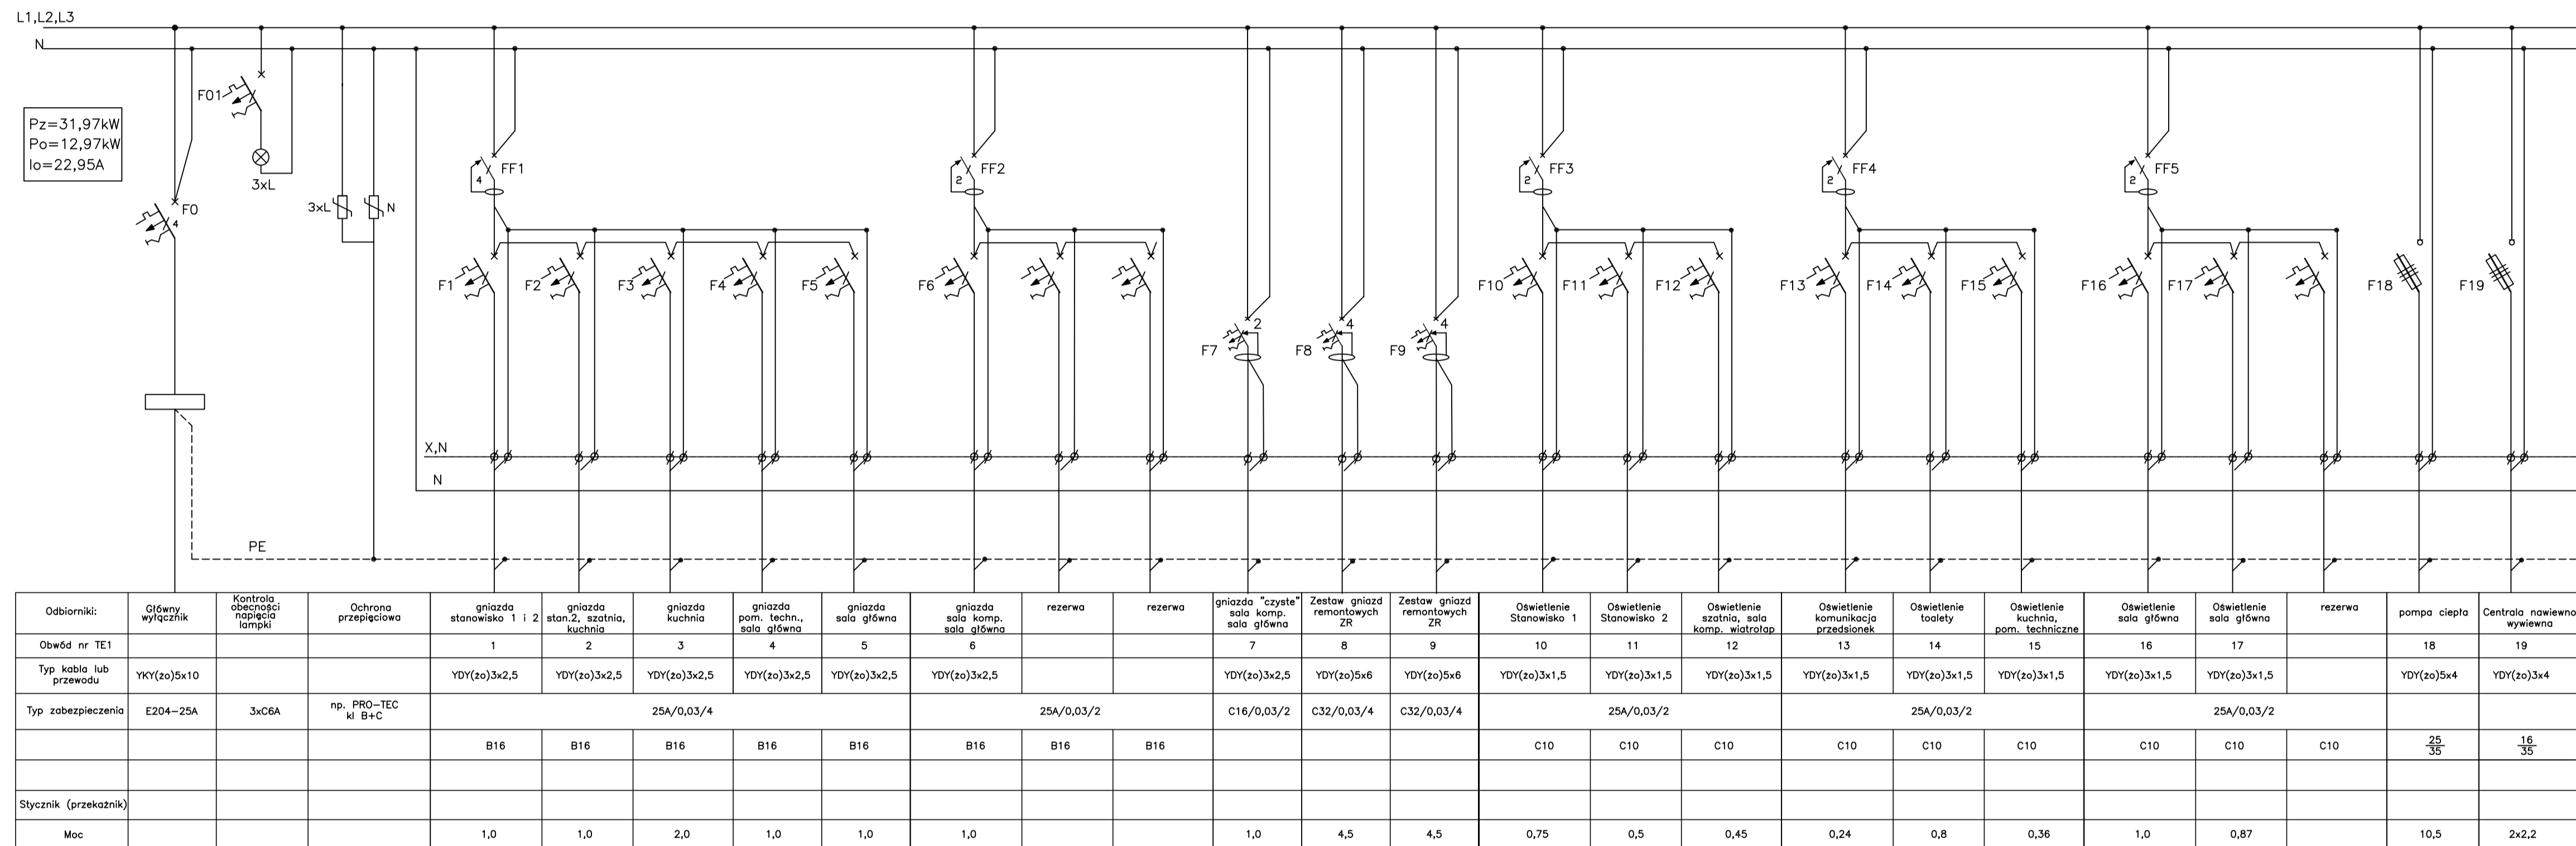 L1,L2,L3
N
Pz=31,97kW
Po=12,97kW
Io=22,95A
F01
3xL
F0
4
3xL
N
FF1
4
FF2
2
FF3
2
FF4
2
FF5
2
F1
F2
F3
F4
F5
F6
F7
2
F8
4
F9
4
F10
F11
F12
F13
F14
F15
F16
F17
F18
F19
X,N
N
PE
Odbiorniki:
Główny
wyłącznik
Kontrola
obecności
napięcia
lampki
Ochrona
przepięciowa
gniazda
stanowisko 1 i 2
gniazda
stan.2, szatnia,
kuchnia
gniazda
kuchnia
gniazda
pom. techn.,
sala główna
gniazda
sala główna
gniazda
sala komp.
sala główna
rezerwa
rezerwa
gniazda "czyste"
sala komp.
sala główna
Zestaw gniazd
remontowych
ZR
Zestaw gniazd
remontowych
ZR
Oświetlenie
Stanowisko 1
Oświetlenie
Stanowisko 2
Oświetlenie
szatnia, sala
komp. wiatrołap
Oświetlenie
komunikacja
przedsionek
Oświetlenie
toalety
Oświetlenie
kuchnia,
pom. techniczne
Oświetlenie
sala główna
Oświetlenie
sala główna
rezerwa
pompa ciepła
Centrala nawiewno
wywiewna
Obwód nr TE1 1 2 3 4 5 6 7 8 9 10 11 12 13 14 15 16 17 18 19
Typ kabla lub
przewodu
YKY(żo)5x10 YDY(żo)3x2,5 YDY(żo)3x2,5 YDY(żo)3x2,5 YDY(żo)3x2,5 YDY(żo)3x2,5 YDY(żo)3x2,5 YDY(żo)3x2,5 YDY(żo)5x6 YDY(żo)5x6 YDY(żo)3x1,5 YDY(żo)3x1,5 YDY(żo)3x1,5 YDY(żo)3x1,5 YDY(żo)3x1,5 YDY(żo)3x1,5 YDY(żo)3x1,5 YDY(żo)3x1,5 YDY(żo)5x4 YDY(żo)3x4
Typ zabezpieczenia E204-25A 3xC6A
np. PRO-TEC
kl B+C
25A/0,03/4 25A/0,03/2 C16/0,03/2 C32/0,03/4 C32/0,03/4 25A/0,03/2 25A/0,03/2 25A/0,03/2
B16 B16 B16 B16 B16 B16 B16 B16 C10 C10 C10 C10 C10 C10 C10 C10 C10
25
35
16
35
Stycznik (przekaźnik)
Moc 1,0 1,0 2,0 1,0 1,0 1,0 1,0 4,5 4,5 0,75 0,5 0,45 0,24 0,8 0,36 1,0 0,87 10,5 2x2,2